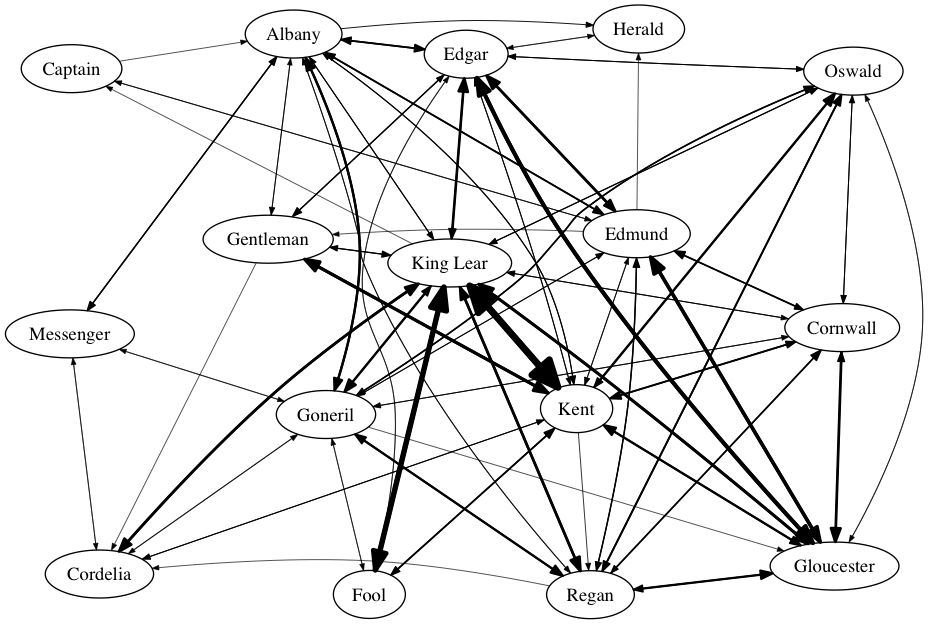 Herald
Albany
Edgar
Captain
Oswald
Edmund
Gentleman
King Lear
Messenger
Cornwall
Goneril
Kent
Gloucester
Cordelia
Fool
Regan